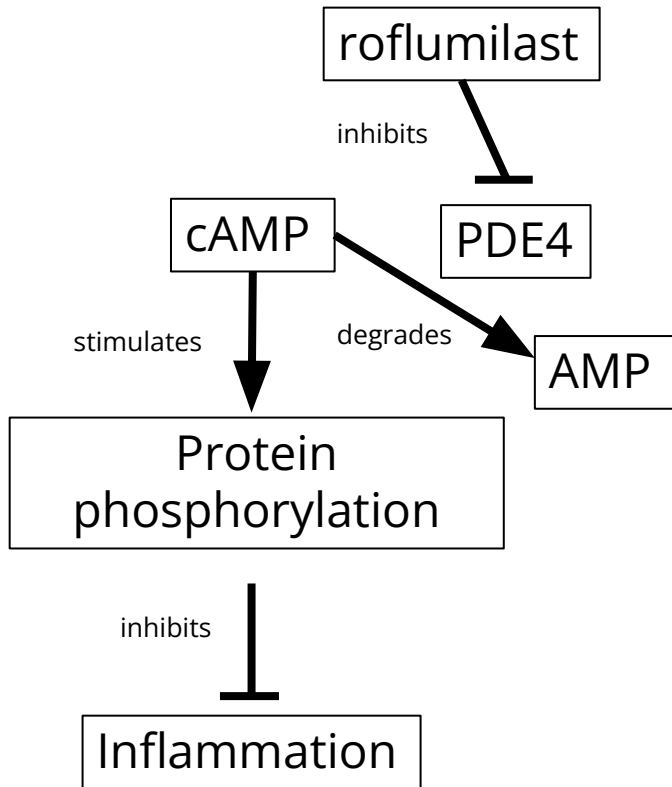 roflumilast
inhibits
cAMP
PDE4
stimulates
degrades
AMP
Protein
phosphorylation
inhibits
Inflammation